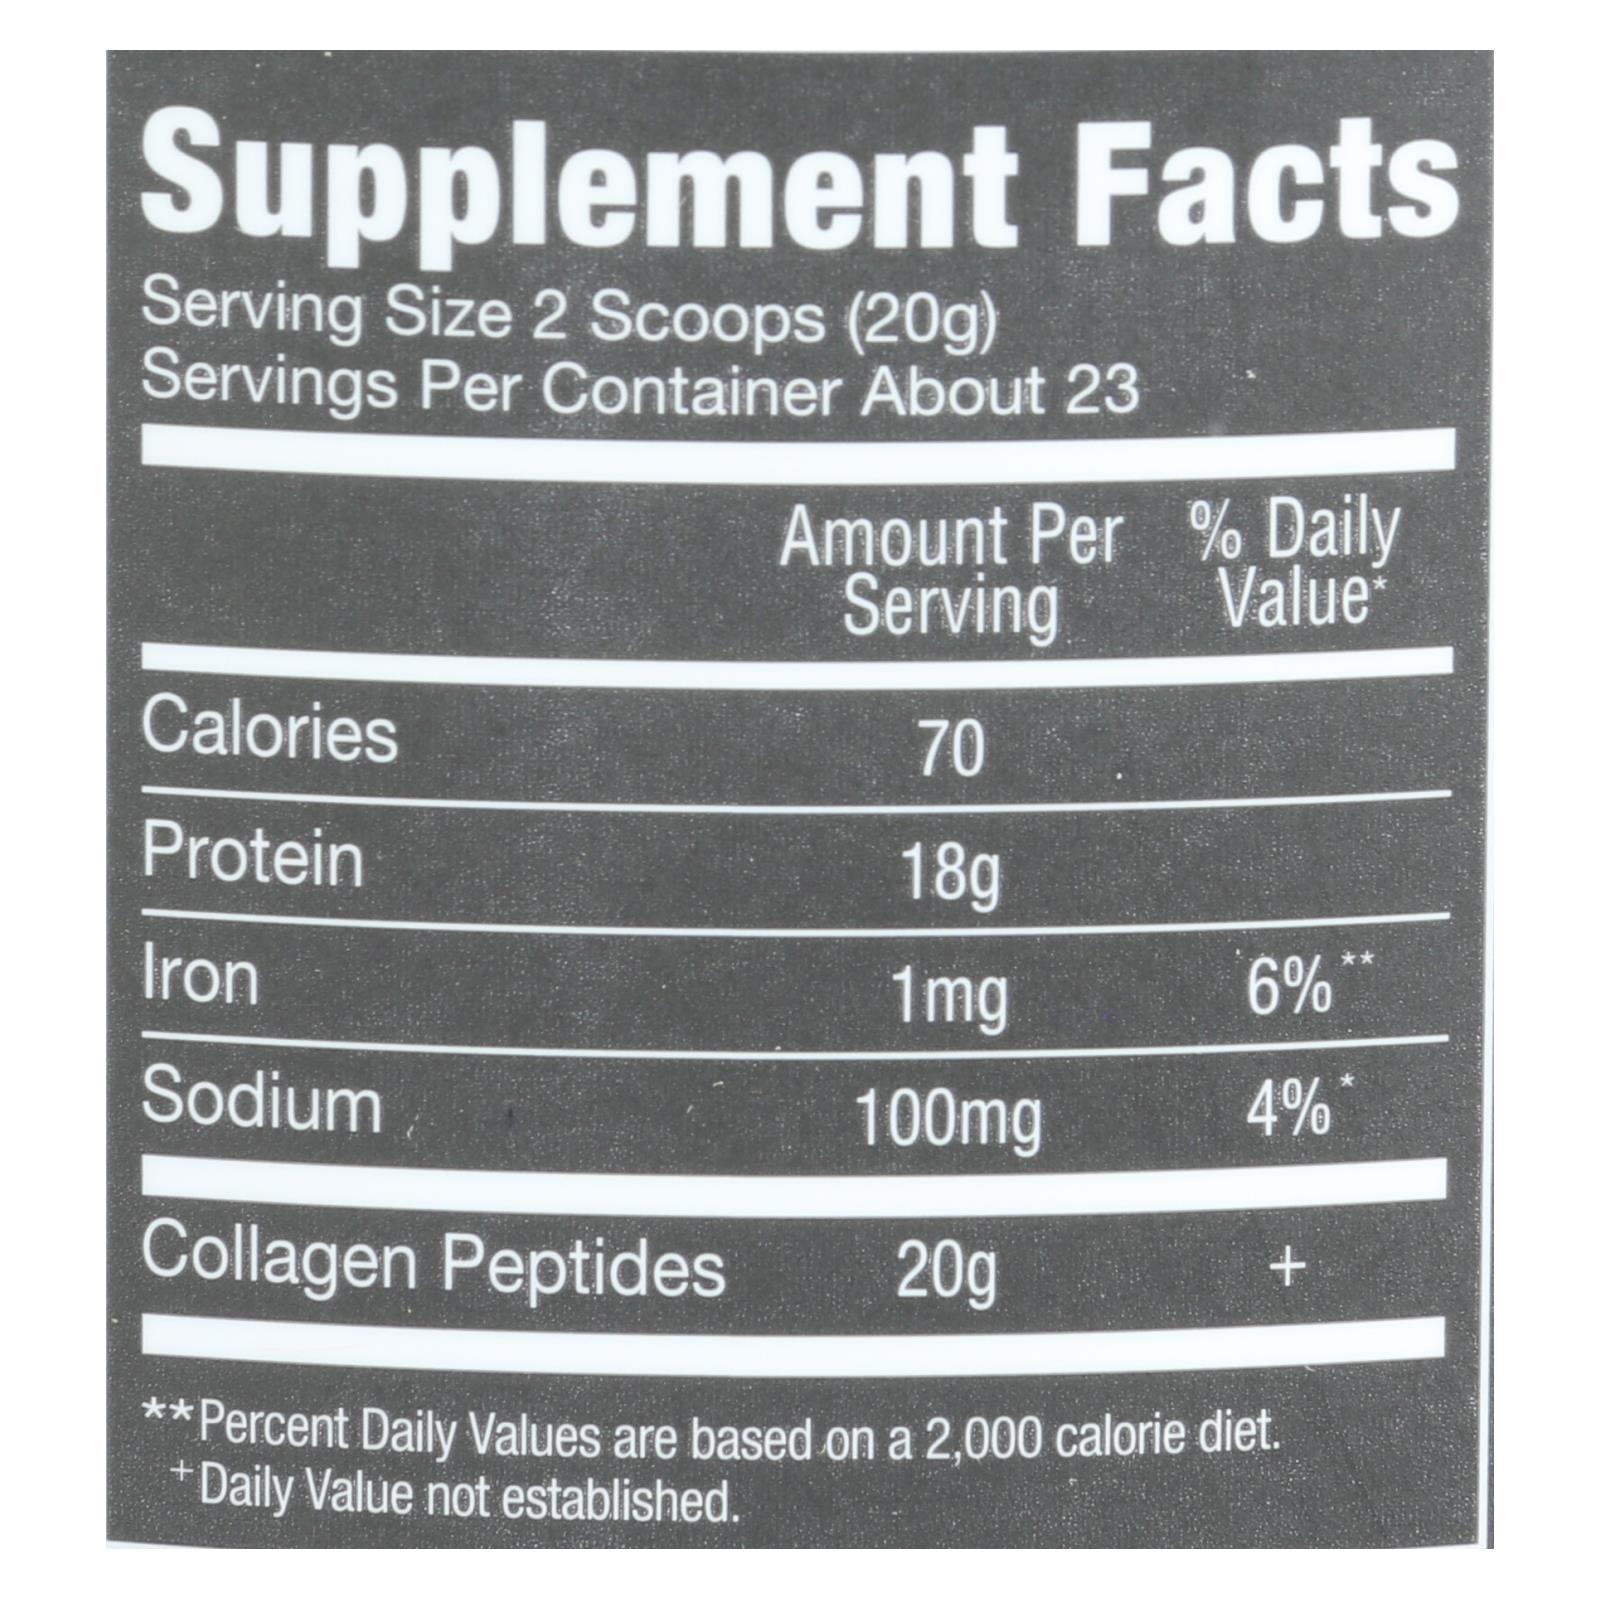 Supplement Facts
Serving Size 2 Scoops (20g)
Servings Per Container About 23
Amount Per Serving % Daily Value*
Calories 70
Protein 18g
Iron 1mg 6%**
Sodium 100mg 4%*
Collagen Peptides 20g +
**Percent Daily Values are based on a 2,000 calorie diet.
+Daily Value not established.